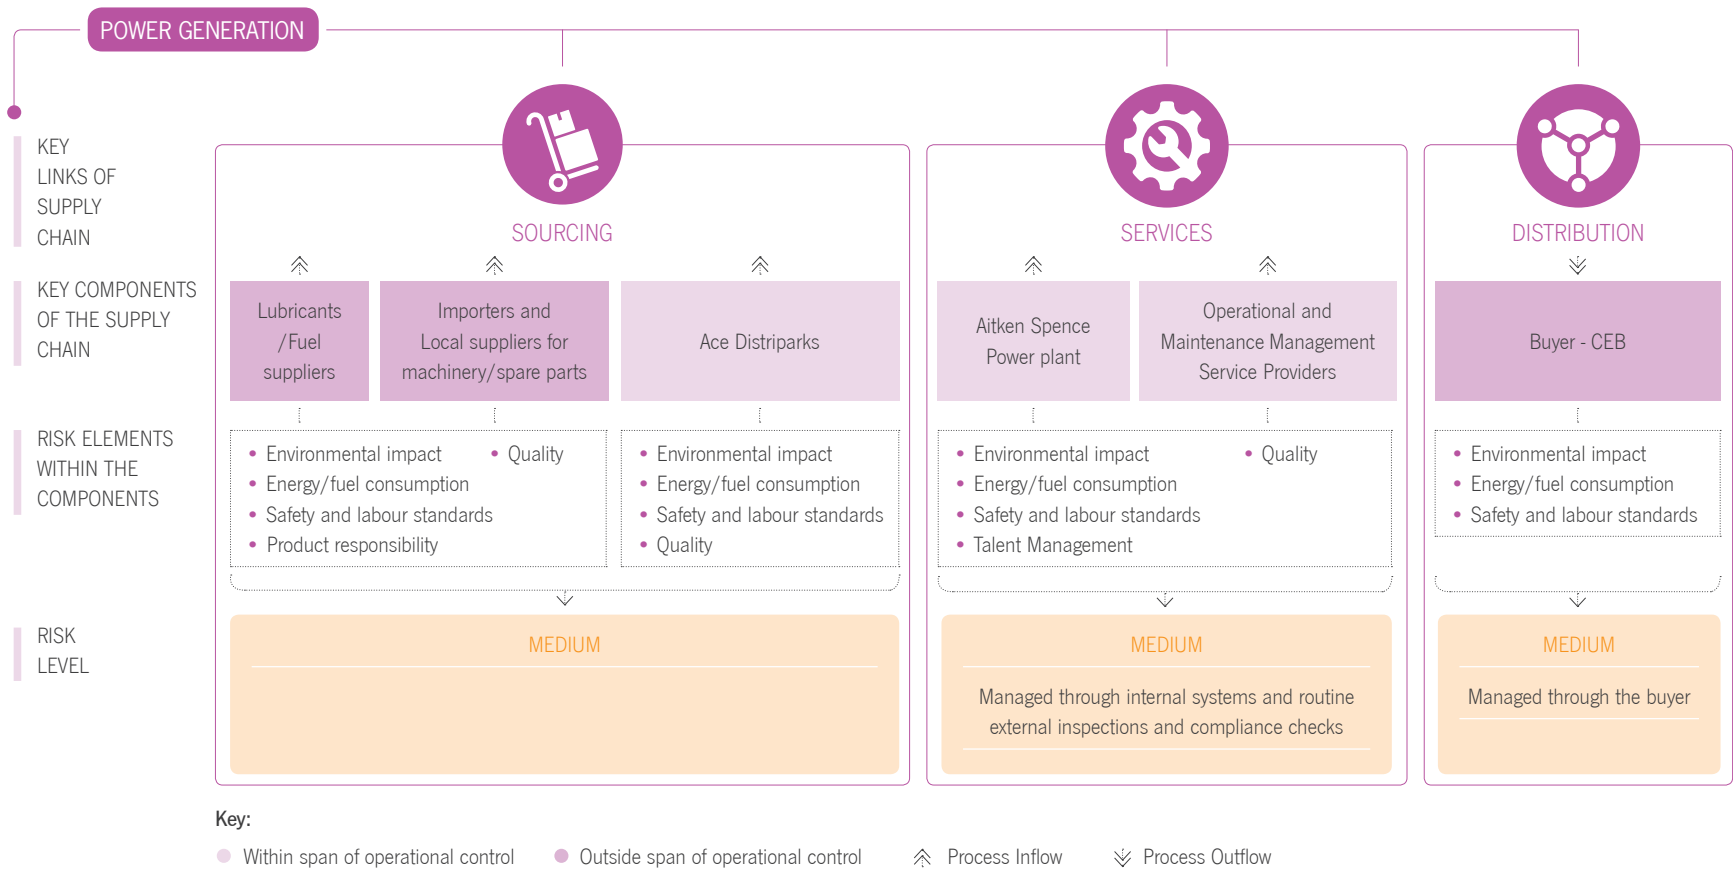 POWER GENERATION
KEY
LINKS OF
SUPPLY
CHAIN
SOURCING
SERVICES
DISTRIBUTION
KEY COMPONENTS
OF THE SUPPLY
CHAIN
Lubricants
/Fuel
suppliers
Importers and
Local suppliers for
machinery/spare parts
Ace Distriparks
Aitken Spence
Power plant
Operational and
Maintenance Management
Service Providers
Buyer - CEB
RISK ELEMENTS
WITHIN THE
COMPONENTS
• Environmental impact
• Energy/fuel consumption
• Safety and labour standards
• Product responsibility
• Quality
• Environmental impact
• Energy/fuel consumption
• Safety and labour standards
• Quality
• Environmental impact
• Energy/fuel consumption
• Safety and labour standards
• Talent Management
• Quality
• Environmental impact
• Energy/fuel consumption
• Safety and labour standards
RISK
LEVEL
MEDIUM
MEDIUM
Managed through internal systems and routine
external inspections and compliance checks
MEDIUM
Managed through the buyer
Key:
Within span of operational control
Outside span of operational control
Process Inflow
Process Outflow